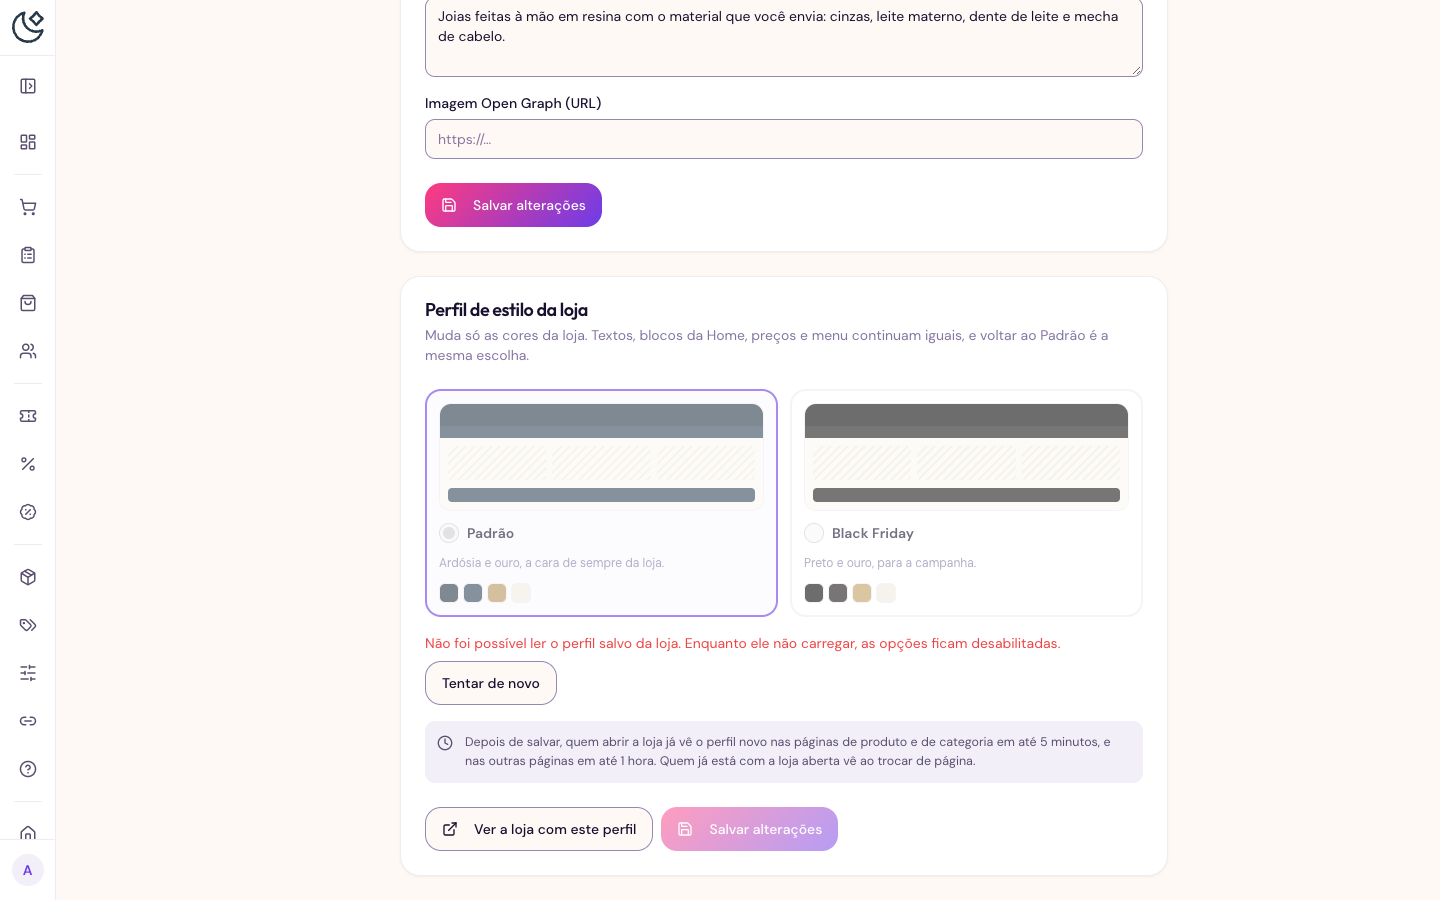 Joias feitas à mão em resina com o material que você envia: cinzas, leite materno, dente de leite e mecha
de cabelo.
Imagem Open Graph (URL)
https://...
Salvar alterações
Perfil de estilo da loja
Muda só as cores da loja. Textos, blocos da Home, preços e menu continuam iguais, e voltar ao Padrão é a
mesma escolha.
Padrão
Ardósia e ouro, a cara de sempre da loja.
Black Friday
Preto e ouro, para a campanha.
Não foi possível ler o perfil salvo da loja. Enquanto ele não carregar, as opções ficam desabilitadas.
Tentar de novo
Depois de salvar, quem abrir a loja já vê o perfil novo nas páginas de produto e de categoria em até 5 minutos, e
nas outras páginas em até 1 hora. Quem já está com a loja aberta vê ao trocar de página.
Ver a loja com este perfil
Salvar alterações
A